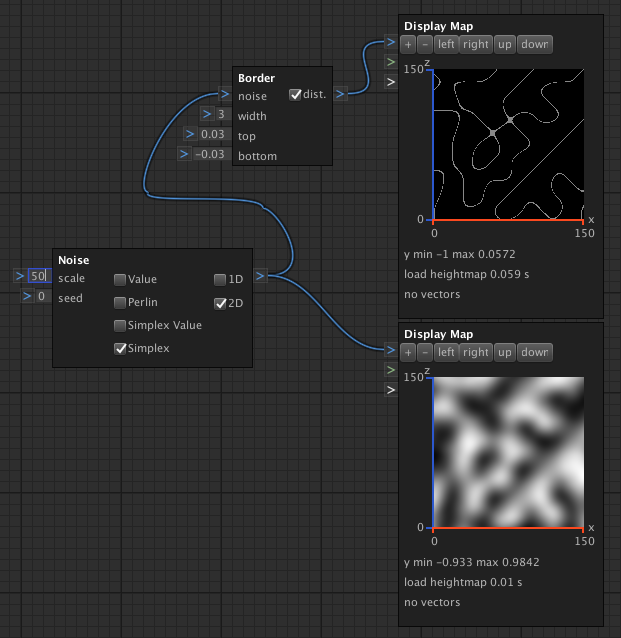 Display Map
+ - left right up down
150 z
0 x
0 150
y min -1 max 0.0572
load heightmap 0.059 s
no vectors
Border
> noise dist. >
> 3 width
> 0.03 top
> -0.03 bottom
Noise
> 50 scale Value 1D >
> 0 seed Perlin 2D
Simplex Value
Simplex
Display Map
+ - left right up down
150 z
0 x
0 150
y min -0.933 max 0.9842
load heightmap 0.01 s
no vectors